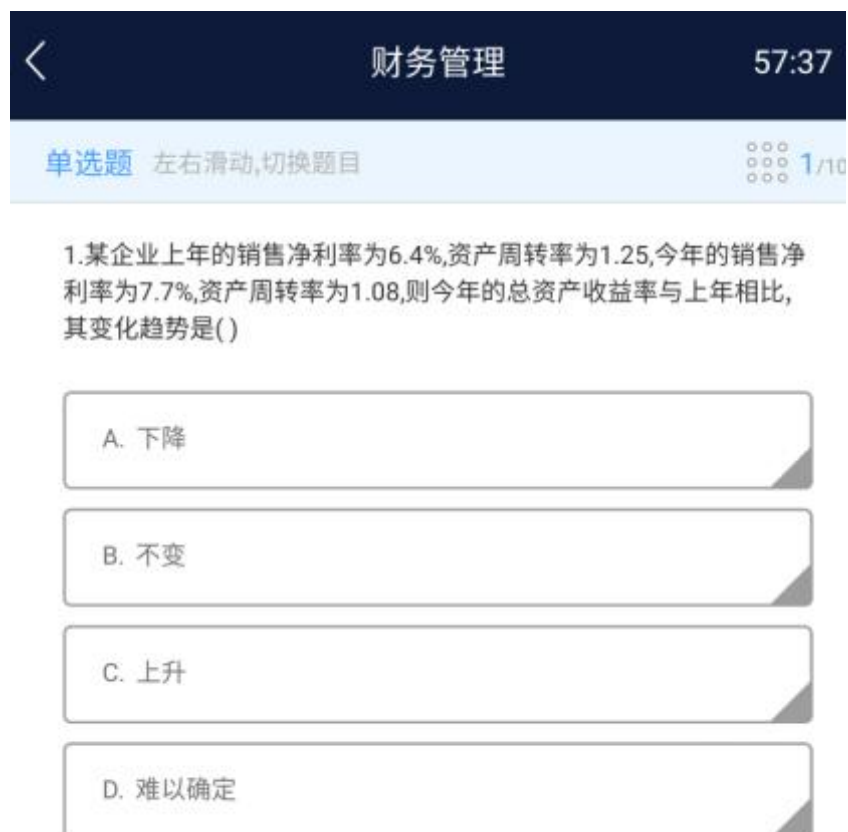 财务管理 57:37
单选题 左右滑动,切换题目 1/10
1.某企业上年的销售净利率为6.4%,资产周转率为1.25,今年的销售净
利率为7.7%,资产周转率为1.08,则今年的总资产收益率与上年相比,
其变化趋势是( )
A. 下降
B. 不变
C. 上升
D. 难以确定